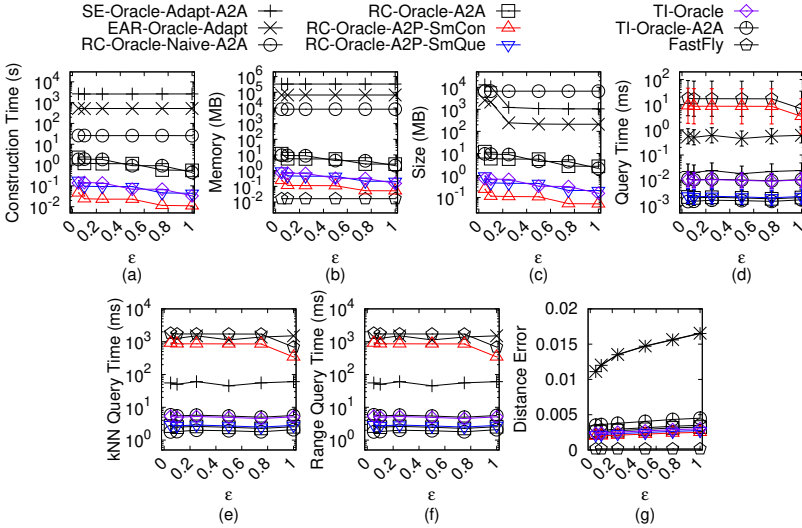 SE-Oracle-Adapt-A2A RC-Oracle-A2A TI-Oracle
EAR-Oracle-Adapt RC-Oracle-A2P-SmCon TI-Oracle-A2A
RC-Oracle-Naive-A2A RC-Oracle-A2P-SmQue FastFly
Construction Time (s)
10^4
10^3
10^2
10^1
10^0
10^-1
10^-2
0 0.2 0.4 0.6 0.8 1
ε
(a)
Memory (MB)
10^6
10^5
10^4
10^3
10^2
10^1
10^0
10^-1
10^-2
0 0.2 0.4 0.6 0.8 1
ε
(b)
Size (MB)
10^4
10^3
10^2
10^1
10^0
10^-1
0 0.2 0.4 0.6 0.8 1
ε
(c)
Query Time (ms)
10^2
10^1
10^0
10^-1
10^-2
10^-3
0 0.2 0.4 0.6 0.8 1
ε
(d)
kNN Query Time (ms)
10^4
10^3
10^2
10^1
10^0
0 0.2 0.4 0.6 0.8 1
ε
(e)
Range Query Time (ms)
10^4
10^3
10^2
10^1
10^0
0 0.2 0.4 0.6 0.8 1
ε
(f)
Distance Error
0.02
0.015
0.01
0.005
0
0 0.2 0.4 0.6 0.8 1
ε
(g)